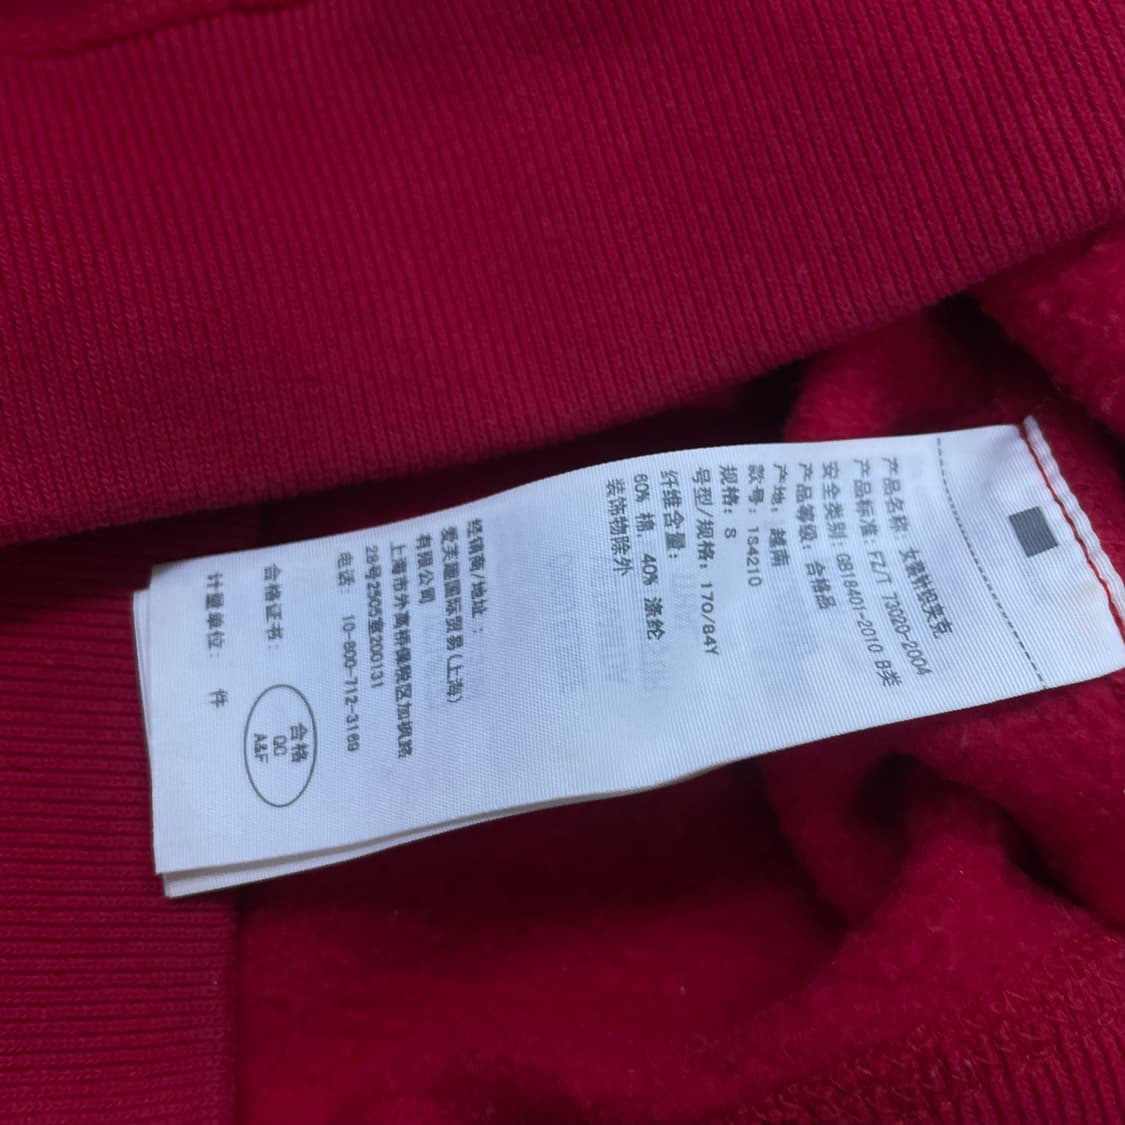 产品名称: 女装针织夹克
产品标准: FZ/T 73020-2004
安全类别: GB18401-2010 B类
产品等级: 合格品
产地: 越南
款号: 1S4210
号型/规格: 170/84Y
规格: S
纤维含量:
60% 棉, 40% 涤纶
装饰物除外
经销商/地址:
爱芙趣国际贸易(上海)
有限公司
上海市外高桥保税区加枫路
28号2505室200131
电话: 10-800-712-3169
合格证书:
合格
QC
A&F
计量单位: 件